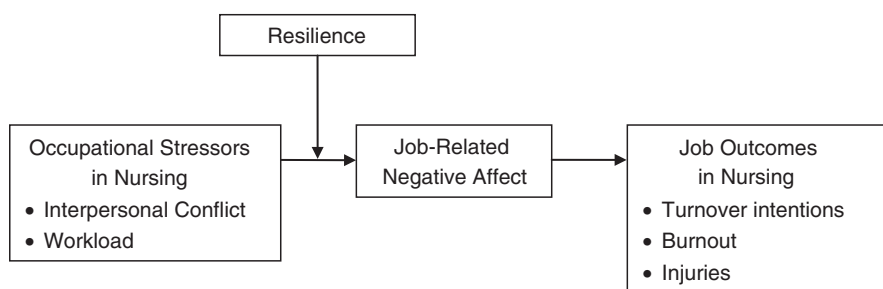 Resilience
Occupational Stressors
in Nursing
• Interpersonal Conflict
• Workload
Job-Related
Negative Affect
Job Outcomes
in Nursing
• Turnover intentions
• Burnout
• Injuries